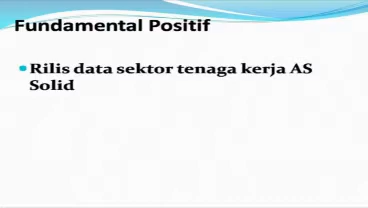 Fundamental Positif
Rilis data sektor tenaga kerja AS
Solid